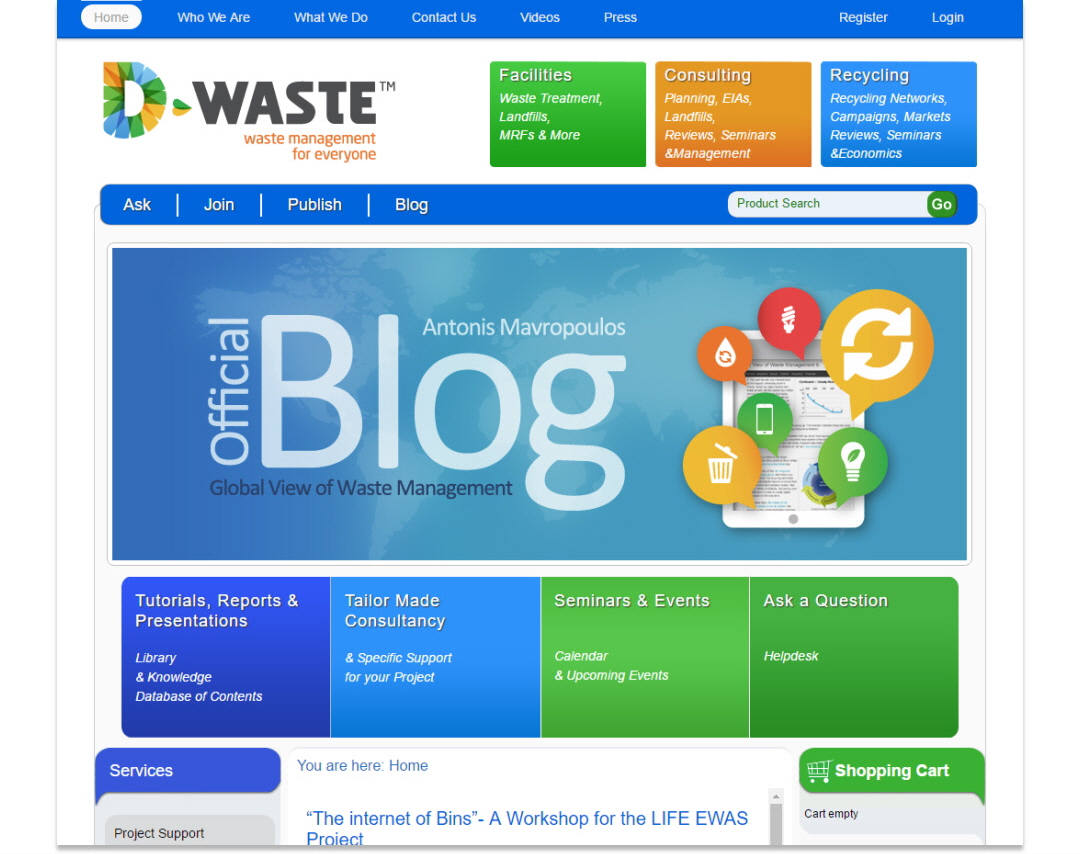 Home Who We Are What We Do Contact Us Videos Press Register Login
D-WASTE™
waste management
for everyone
Facilities
Waste Treatment,
Landfills,
MRFs & More
Consulting
Planning, EIAs,
Landfills,
Reviews, Seminars
&Management
Recycling
Recycling Networks,
Campaigns, Markets
Reviews, Seminars
&Economics
Ask Join Publish Blog Product Search Go
Official
Blog
Antonis Mavropoulos
Global View of Waste Management
Tutorials, Reports &
Presentations
Library
& Knowledge
Database of Contents
Tailor Made
Consultancy
& Specific Support
for your Project
Seminars & Events
Calendar
& Upcoming Events
Ask a Question
Helpdesk
Services
Project Support
You are here: Home
“The internet of Bins”- A Workshop for the LIFE EWAS
Project
Shopping Cart
Cart empty